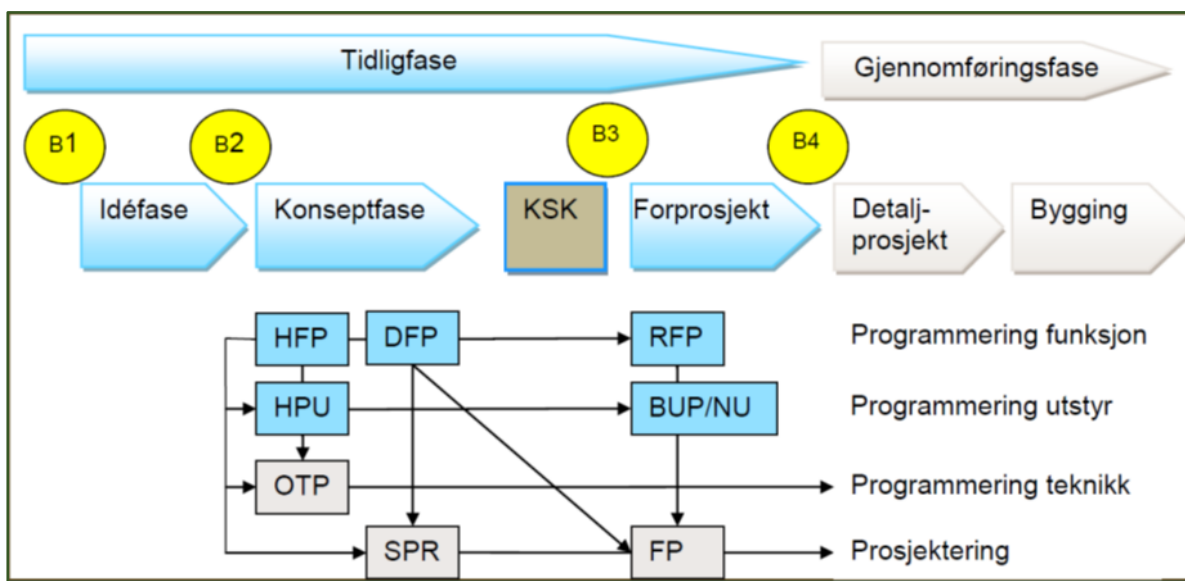 Tidligfase
Gjennomføringsfase
B1
B2
B3
B4
Idéfase
Konseptfase
KSK
Forprosjekt
Detalj-
prosjekt
Bygging
HFP
DFP
RFP
Programmering funksjon
HPU
BUP/NU
Programmering utstyr
OTP
Programmering teknikk
SPR
FP
Prosjektering